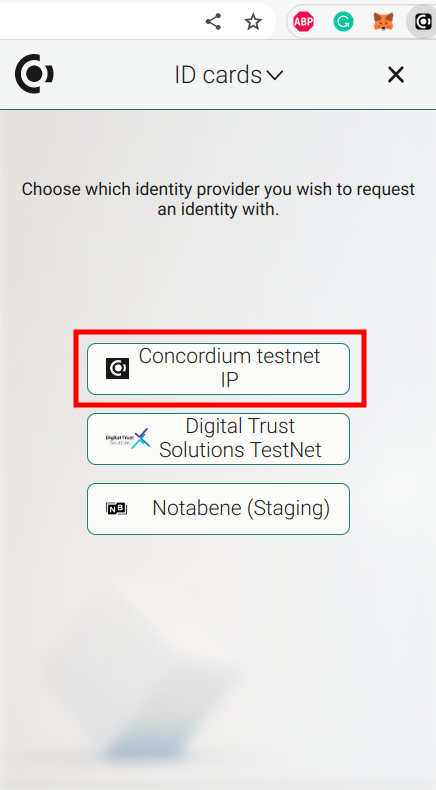 ABP
ID cards
Choose which identity provider you wish to request
an identity with.
Concordium testnet
IP
Digital Trust
Solutions
Digital Trust
Solutions TestNet
NB
Notabene (Staging)